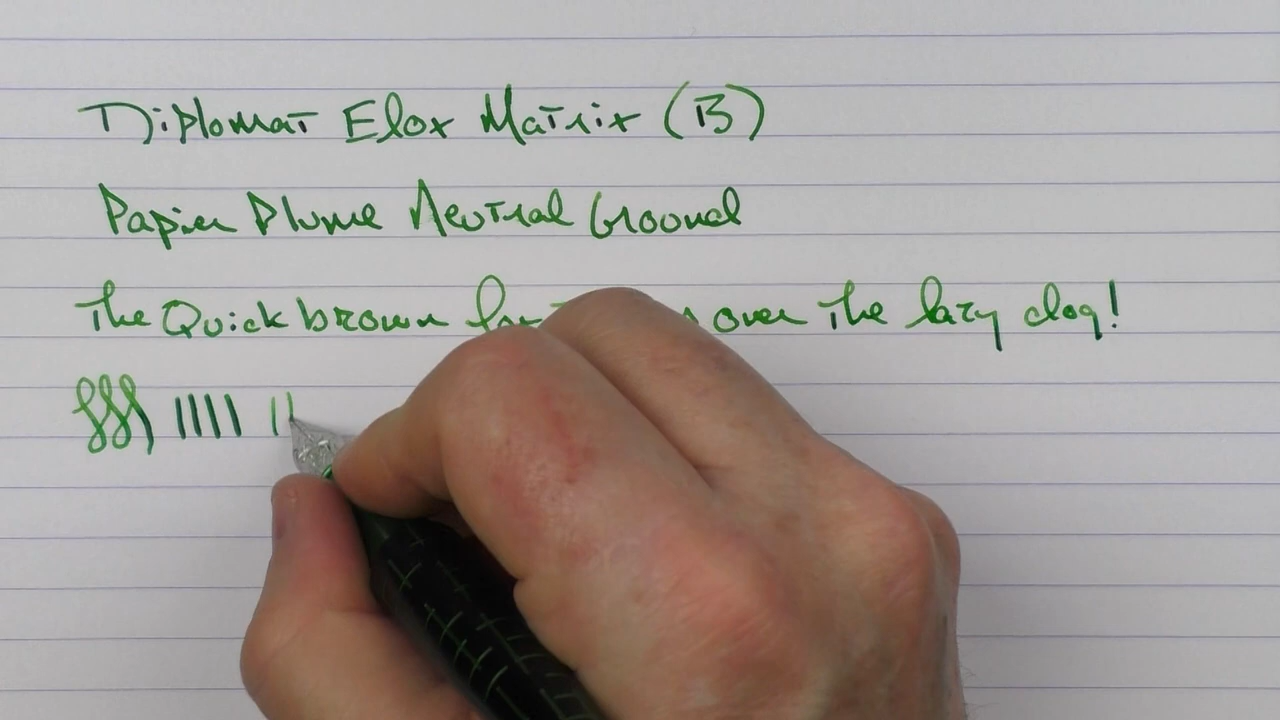 Diplomat Elox Matrix (B)
Papier Plume Neutral Ground
The Quick brown over The lazy dog!